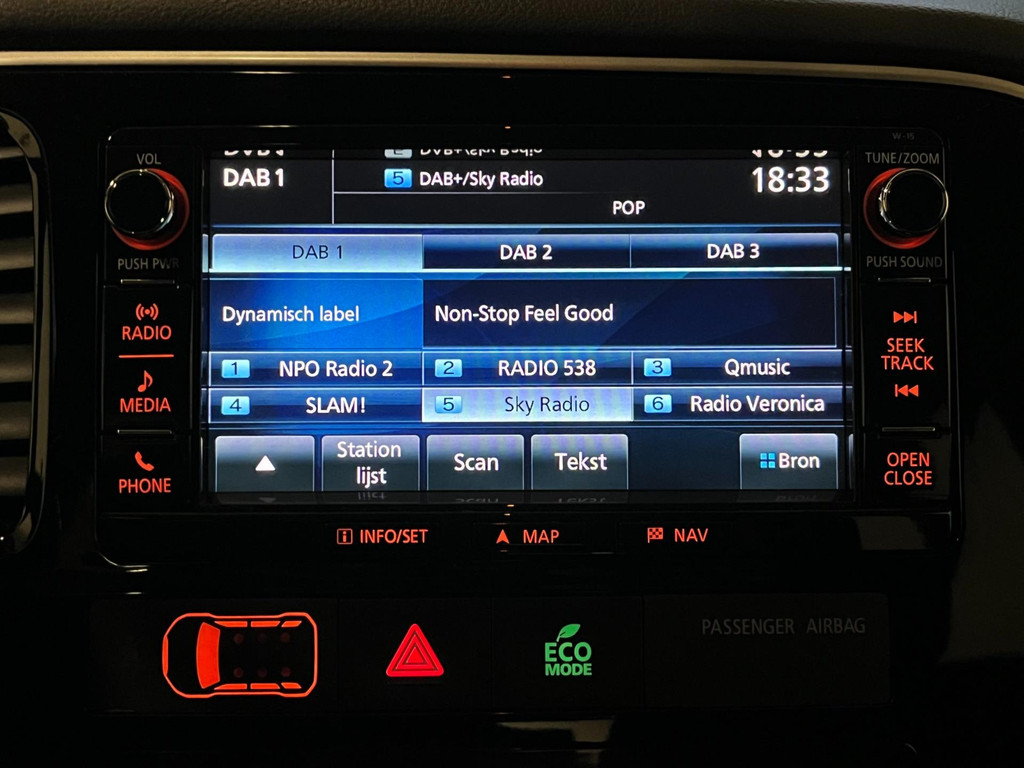 W-15
VOL
TUNE/ZOOM
DAB1
5 DAB+/Sky Radio
18:33
POP
PUSH PWR
PUSH SOUND
DAB 1
DAB 2
DAB 3
RADIO
Dynamisch label
Non-Stop Feel Good
SEEK
TRACK
1 NPO Radio 2
2 RADIO 538
3 Qmusic
MEDIA
4 SLAM!
5 Sky Radio
6 Radio Veronica
Station
lijst
Scan
Tekst
Bron
PHONE
OPEN
CLOSE
i INFO/SET
MAP
NAV
ECO
MODE
PASSENGER AIRBAG